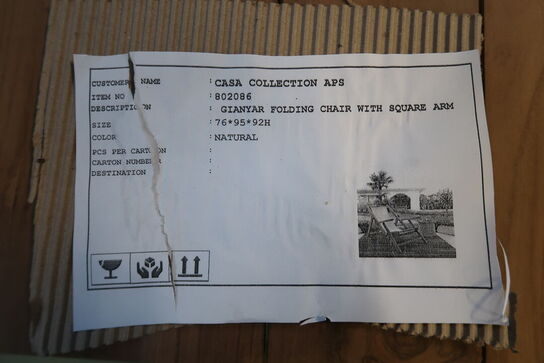 CUSTOMER NAME : CASA COLLECTION APS
ITEM NO : 802086
DESCRIPTION : GIANYAR FOLDING CHAIR WITH SQUARE ARM
SIZE : 76*95*92H
COLOR : NATURAL
PCS PER CARTON :
CARTON NUMBER :
DESTINATION :